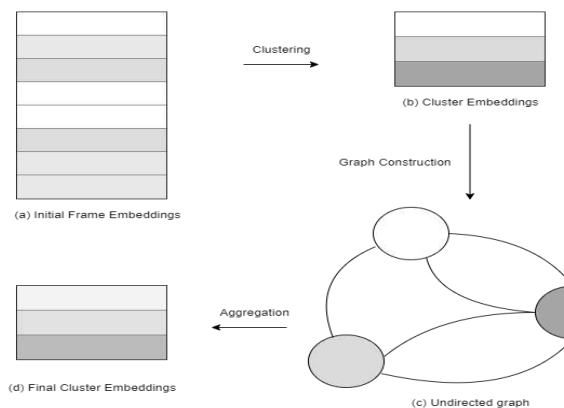 Clustering
(b) Cluster Embeddings
Graph Construction
(a) Initial Frame Embeddings
Aggregation
(d) Final Cluster Embeddings
(c) Undirected graph